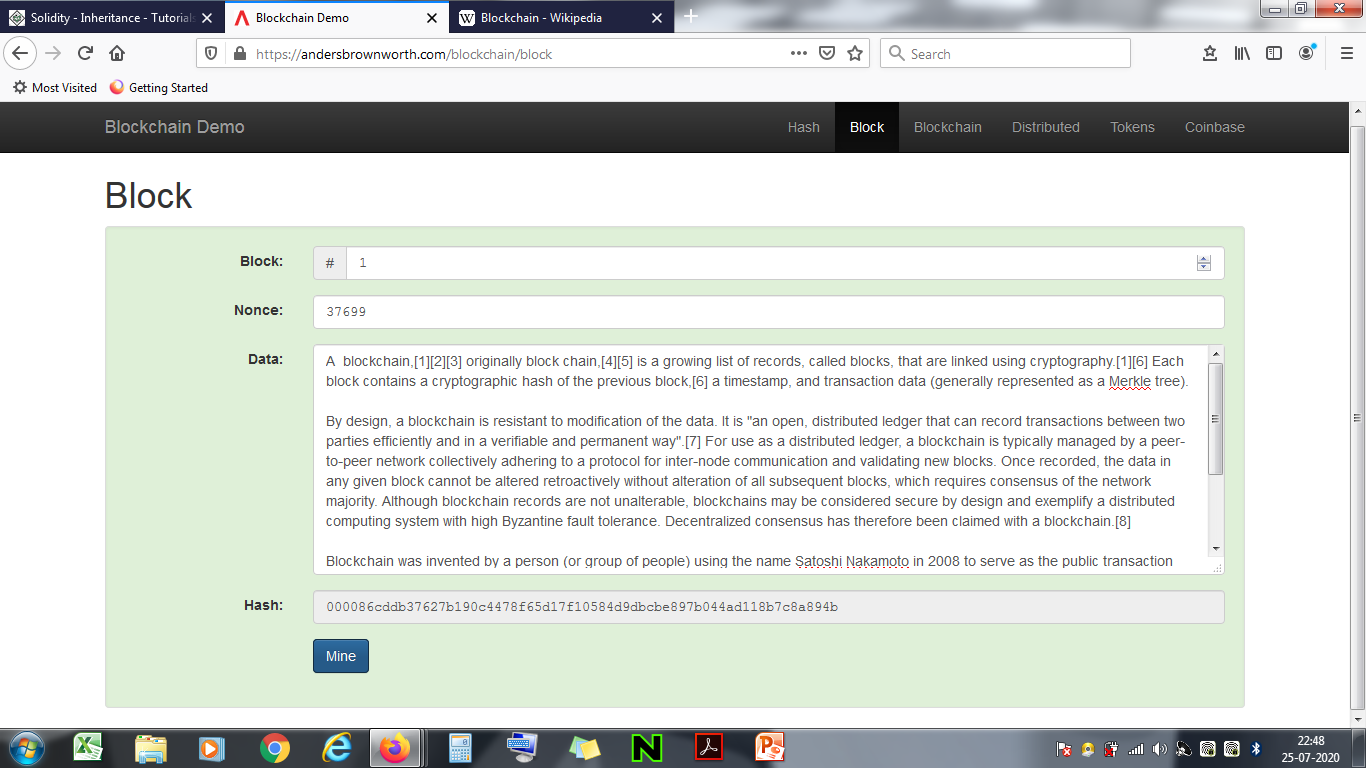 Solidity - Inheritance - Tutorials
Blockchain Demo
Blockchain - Wikipedia
https://andersbrownworth.com/blockchain/block
Search
Most Visited
Getting Started
Blockchain Demo
Hash
Block
Blockchain
Distributed
Tokens
Coinbase
Block
Block:
#
1
Nonce:
37699
Data:
A  blockchain,[1][2][3] originally block chain,[4][5] is a growing list of records, called blocks, that are linked using cryptography.[1][6] Each
block contains a cryptographic hash of the previous block,[6] a timestamp, and transaction data (generally represented as a Merkle tree).
By design, a blockchain is resistant to modification of the data. It is "an open, distributed ledger that can record transactions between two
parties efficiently and in a verifiable and permanent way".[7] For use as a distributed ledger, a blockchain is typically managed by a peer-
to-peer network collectively adhering to a protocol for inter-node communication and validating new blocks. Once recorded, the data in
any given block cannot be altered retroactively without alteration of all subsequent blocks, which requires consensus of the network
majority. Although blockchain records are not unalterable, blockchains may be considered secure by design and exemplify a distributed
computing system with high Byzantine fault tolerance. Decentralized consensus has therefore been claimed with a blockchain.[8]
Blockchain was invented by a person (or group of people) using the name Satoshi Nakamoto in 2008 to serve as the public transaction
Hash:
000086cddb37627b190c4478f65d17f10584d9dbcbe897b044ad118b7c8a894b
Mine
22:48
25-07-2020